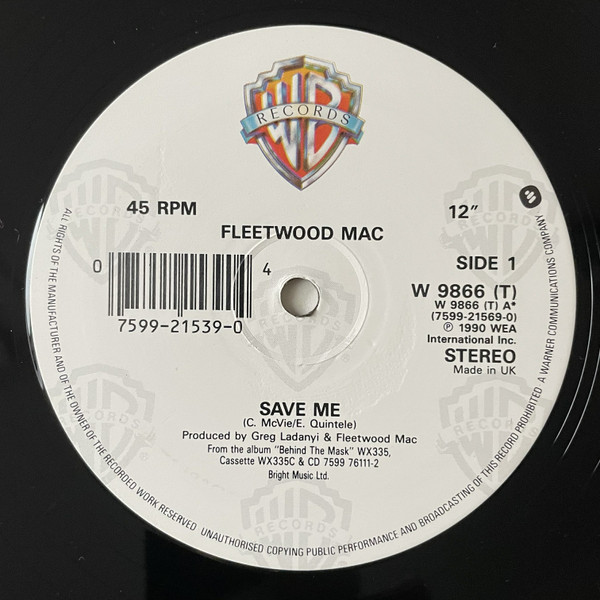 WB
RECORDS
45 RPM
12"
FLEETWOOD MAC
0 7599-21539-0 4
SIDE 1
W 9866 (T)
W 9866 (T) A*
(7599-21569-0)
℗ 1990 WEA
International Inc.
STEREO
Made in UK
SAVE ME
(C. McVie/E. Quintele)
Produced by Greg Ladanyi & Fleetwood Mac
From the album "Behind The Mask" WX335,
Cassette WX335C & CD 7599 76111-2
Bright Music Ltd.
ALL RIGHTS OF THE MANUFACTURER AND OF THE OWNER OF THE RECORDED WORK RESERVED UNAUTHORISED COPYING PUBLIC PERFORMANCE AND BROADCASTING OF THIS RECORD PROHIBITED A WARNER COMMUNICATIONS COMPANY